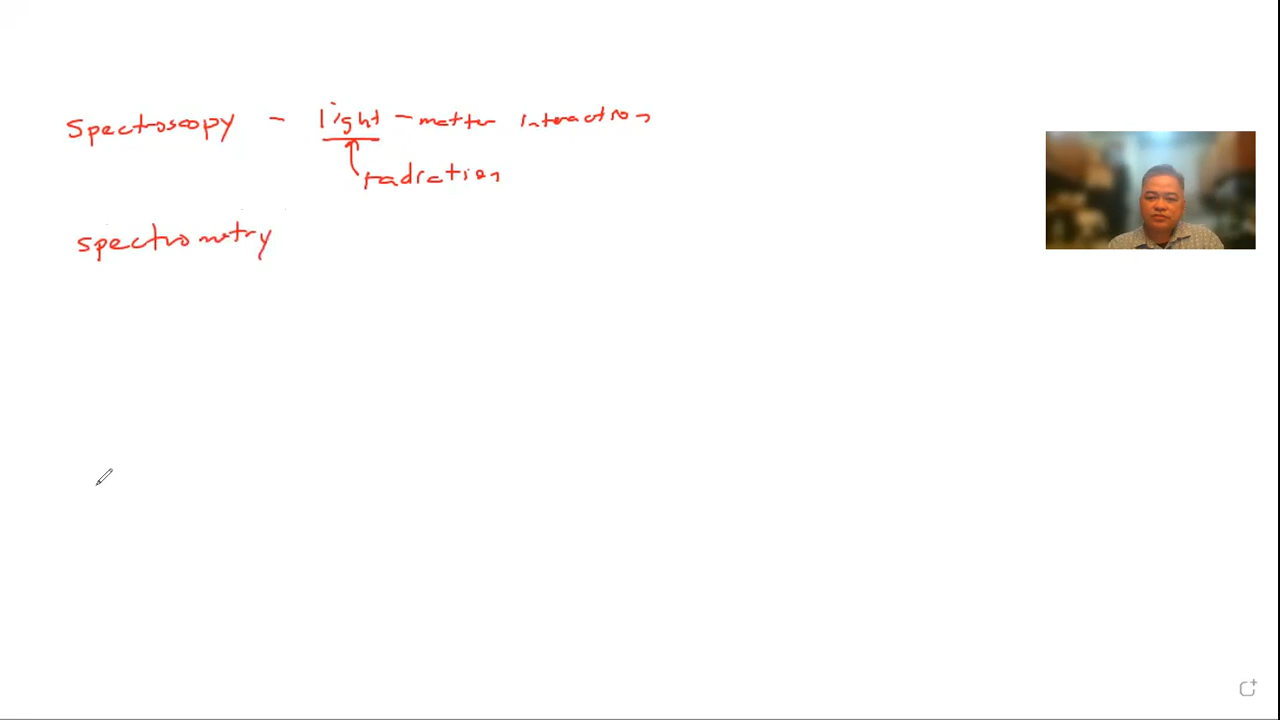 Spectroscopy - light - matter interaction
radiation
spectrometry